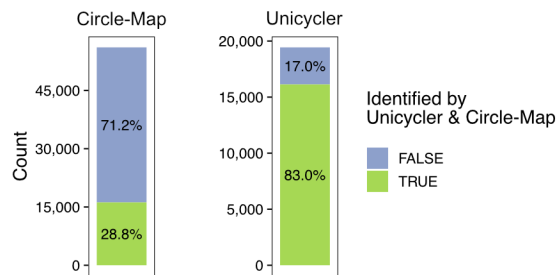 Circle-Map
Unicycler
Count
45,000
30,000
15,000
0
71.2%
28.8%
20,000
15,000
10,000
5,000
0
17.0%
83.0%
Identified by
Unicycler & Circle-Map
FALSE
TRUE